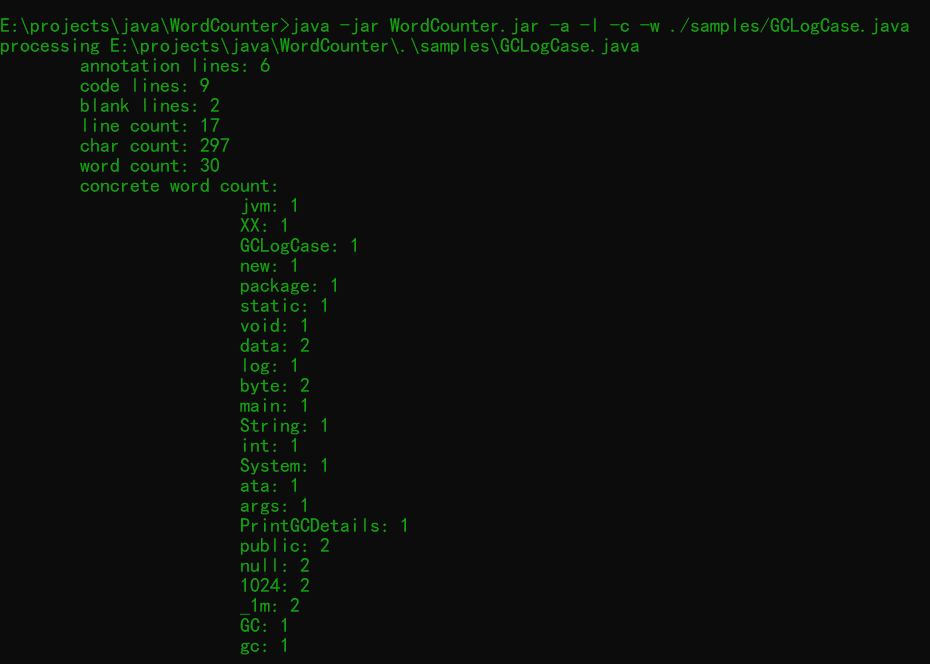 E:\projects\java\WordCounter>java -jar WordCounter.jar -a -l -c -w ./samples/GCLogCase.java
processing E:\projects\java\WordCounter\.\samples\GCLogCase.java
annotation lines: 6
code lines: 9
blank lines: 2
line count: 17
char count: 297
word count: 30
concrete word count:
jvm: 1
XX: 1
GCLogCase: 1
new: 1
package: 1
static: 1
void: 1
data: 2
log: 1
byte: 2
main: 1
String: 1
int: 1
System: 1
ata: 1
args: 1
PrintGCDetails: 1
public: 2
null: 2
1024: 2
_1m: 2
GC: 1
gc: 1